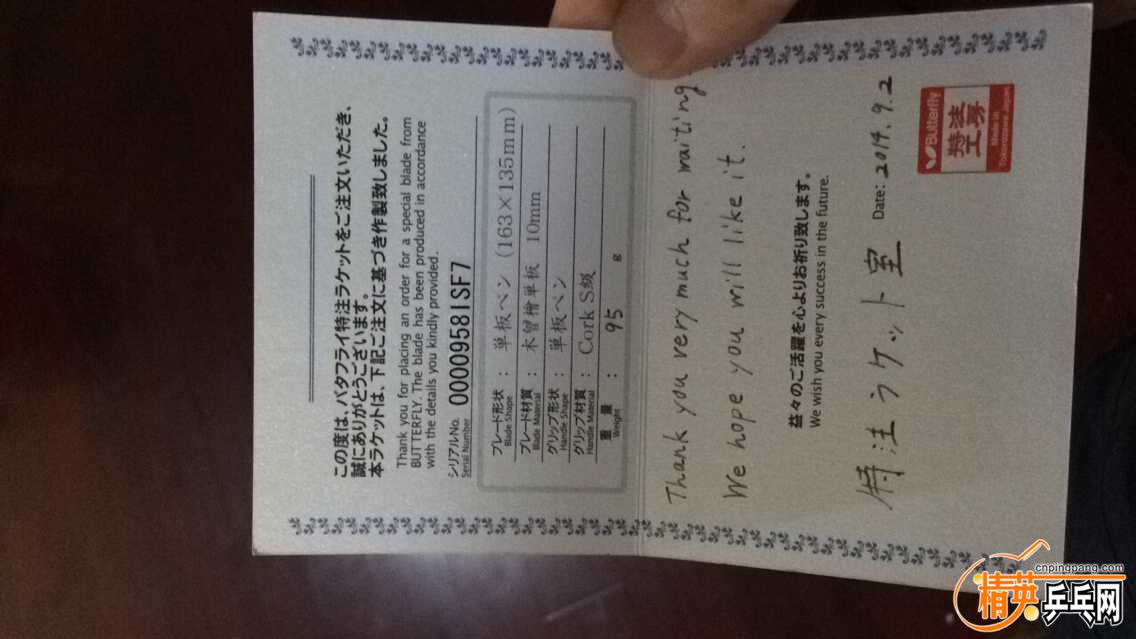 この度は、バタフライ特注ラケットをご注文いただき、
誠にありがとうございます。
本ラケットは、下記ご注文に基づき作製致しました。
Thank you for placing an order for a special blade from
BUTTERFLY. The blade has been produced in accordance
with the details you kindly provided.
シリアルNo.
Serial Number
00009581SF7
ブレード形状 : 単板ペン (163×135mm)
Blade Shape
ブレード材質 : 木曽檜単板 10mm
Blade Material
グリップ形状 : 単板ペン
Handle Shape
グリップ材質 : Cork S級
Handle Material
重量 : 95 g
Weight
Thank you very much for waiting
We hope you will like it.
益々のご活躍を心よりお祈り致します。
We wish you every success in the future.
特注ラケット室
Date: 2014.9.2
Butterfly
特注
工房
Made in
Tokorozawa Japan
cnpingpang.com
精英乒乓网